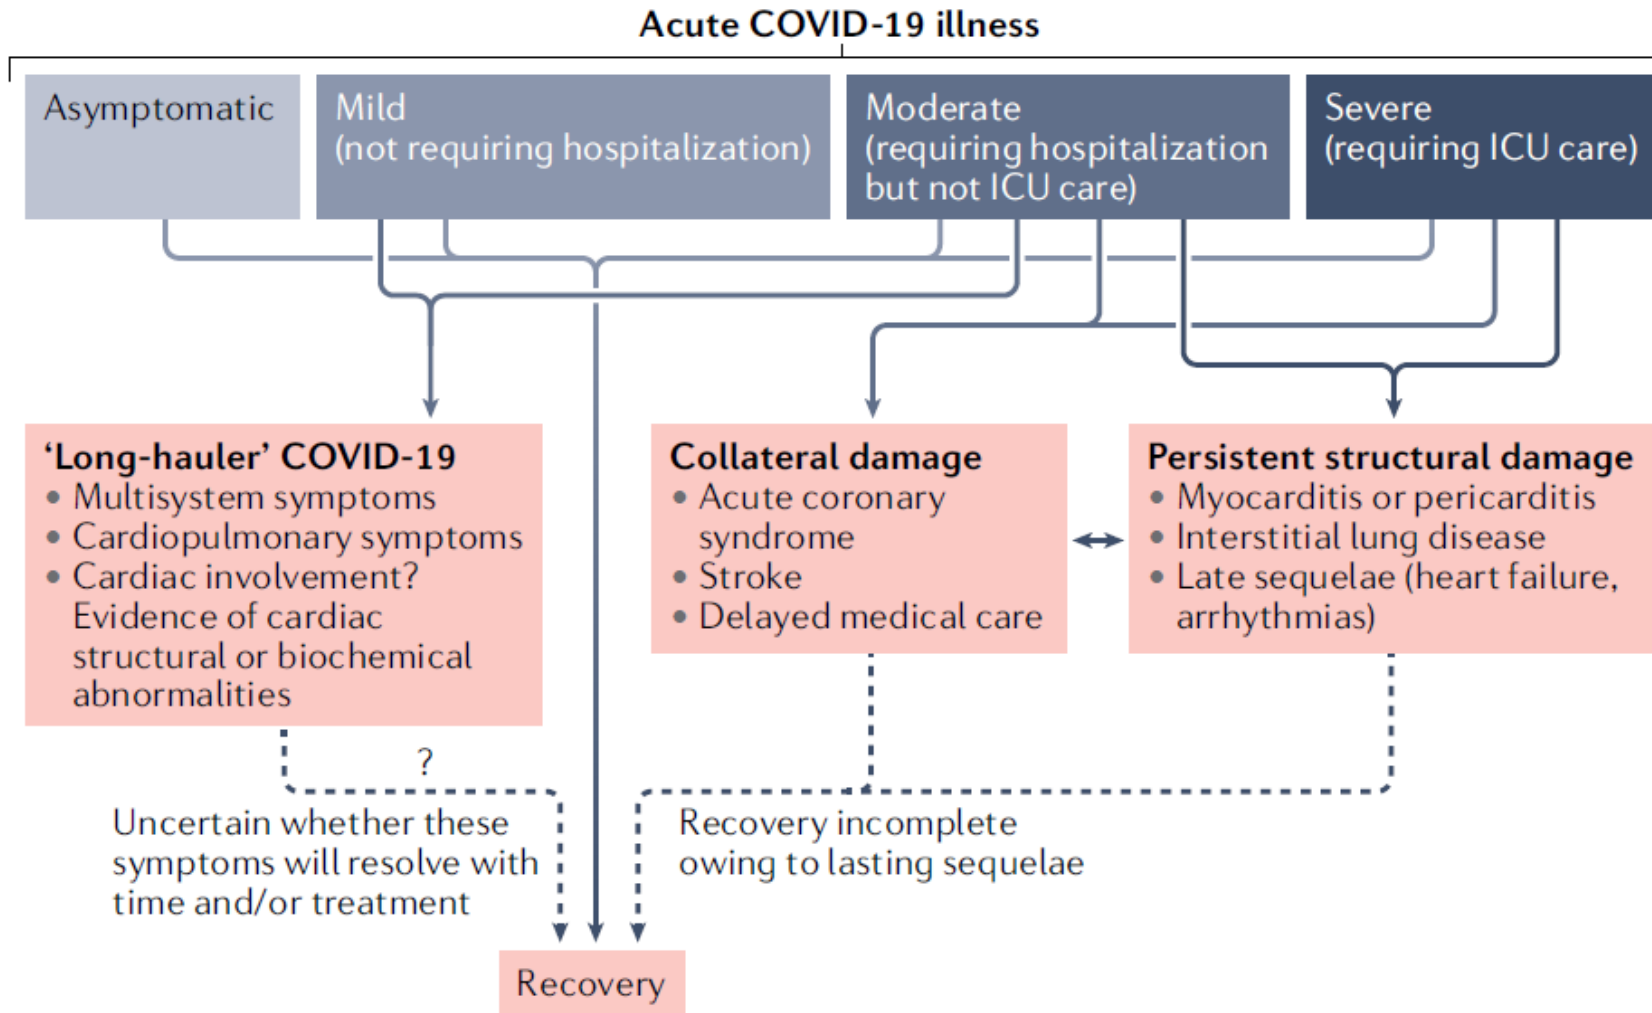 Acute COVID-19 illness
Asymptomatic
Mild
(not requiring hospitalization)
Moderate
(requiring hospitalization
but not ICU care)
Severe
(requiring ICU care)
‘Long-hauler’ COVID-19
• Multisystem symptoms
• Cardiopulmonary symptoms
• Cardiac involvement?
Evidence of cardiac
structural or biochemical
abnormalities
Collateral damage
• Acute coronary
syndrome
• Stroke
• Delayed medical care
Persistent structural damage
• Myocarditis or pericarditis
• Interstitial lung disease
• Late sequelae (heart failure,
arrhythmias)
?
Uncertain whether these
symptoms will resolve with
time and/or treatment
Recovery incomplete
owing to lasting sequelae
Recovery